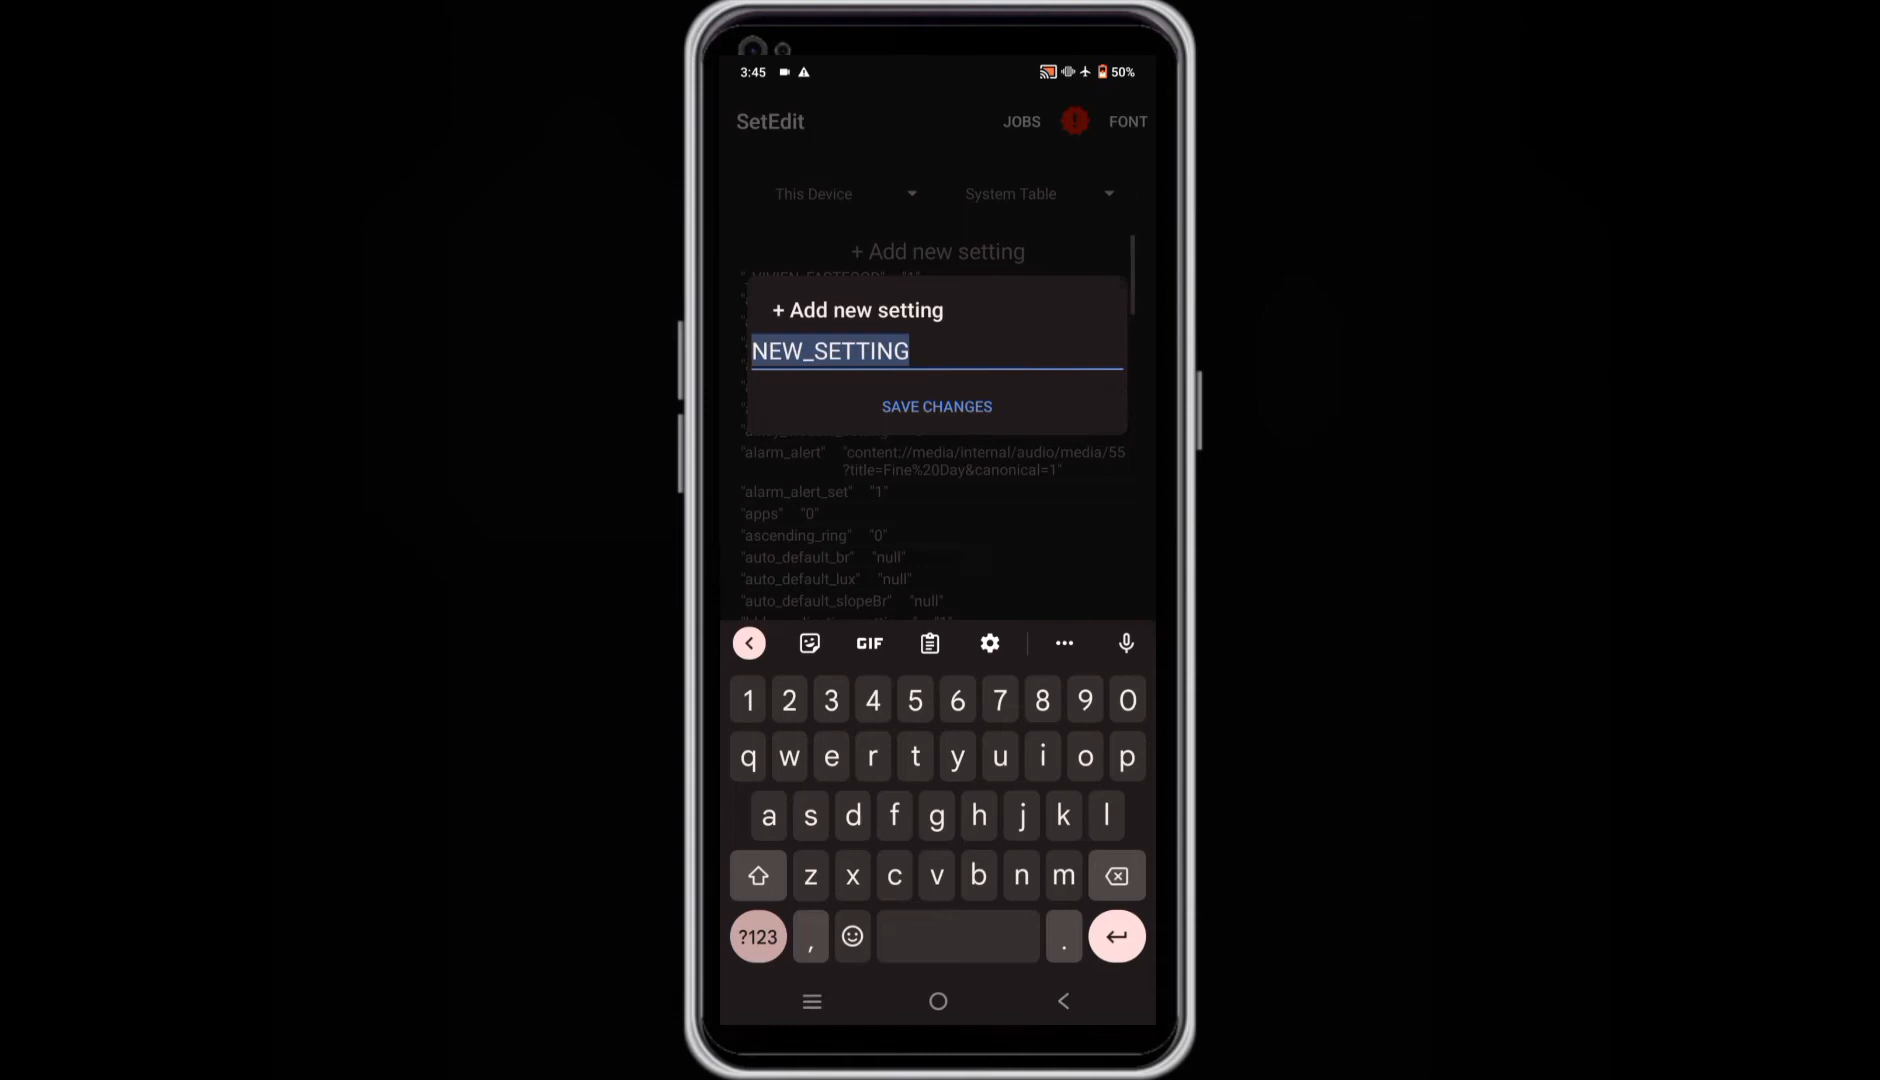 3:45 50%
SetEdit JOBS ! FONT
This Device System Table
+ Add new setting
+ Add new setting
NEW_SETTING
SAVE CHANGES
"alarm_alert" "content://media/internal/audio/media/55
?title=Fine%20Day&canonical=1"
"alarm_alert_set" "1"
"apps" "0"
"ascending_ring" "0"
"auto_default_br" "null"
"auto_default_lux" "null"
"auto_default_slopeBr" "null"
GIF
1 2 3 4 5 6 7 8 9 0
q w e r t y u i o p
a s d f g h j k l
z x c v b n m
?123 , .